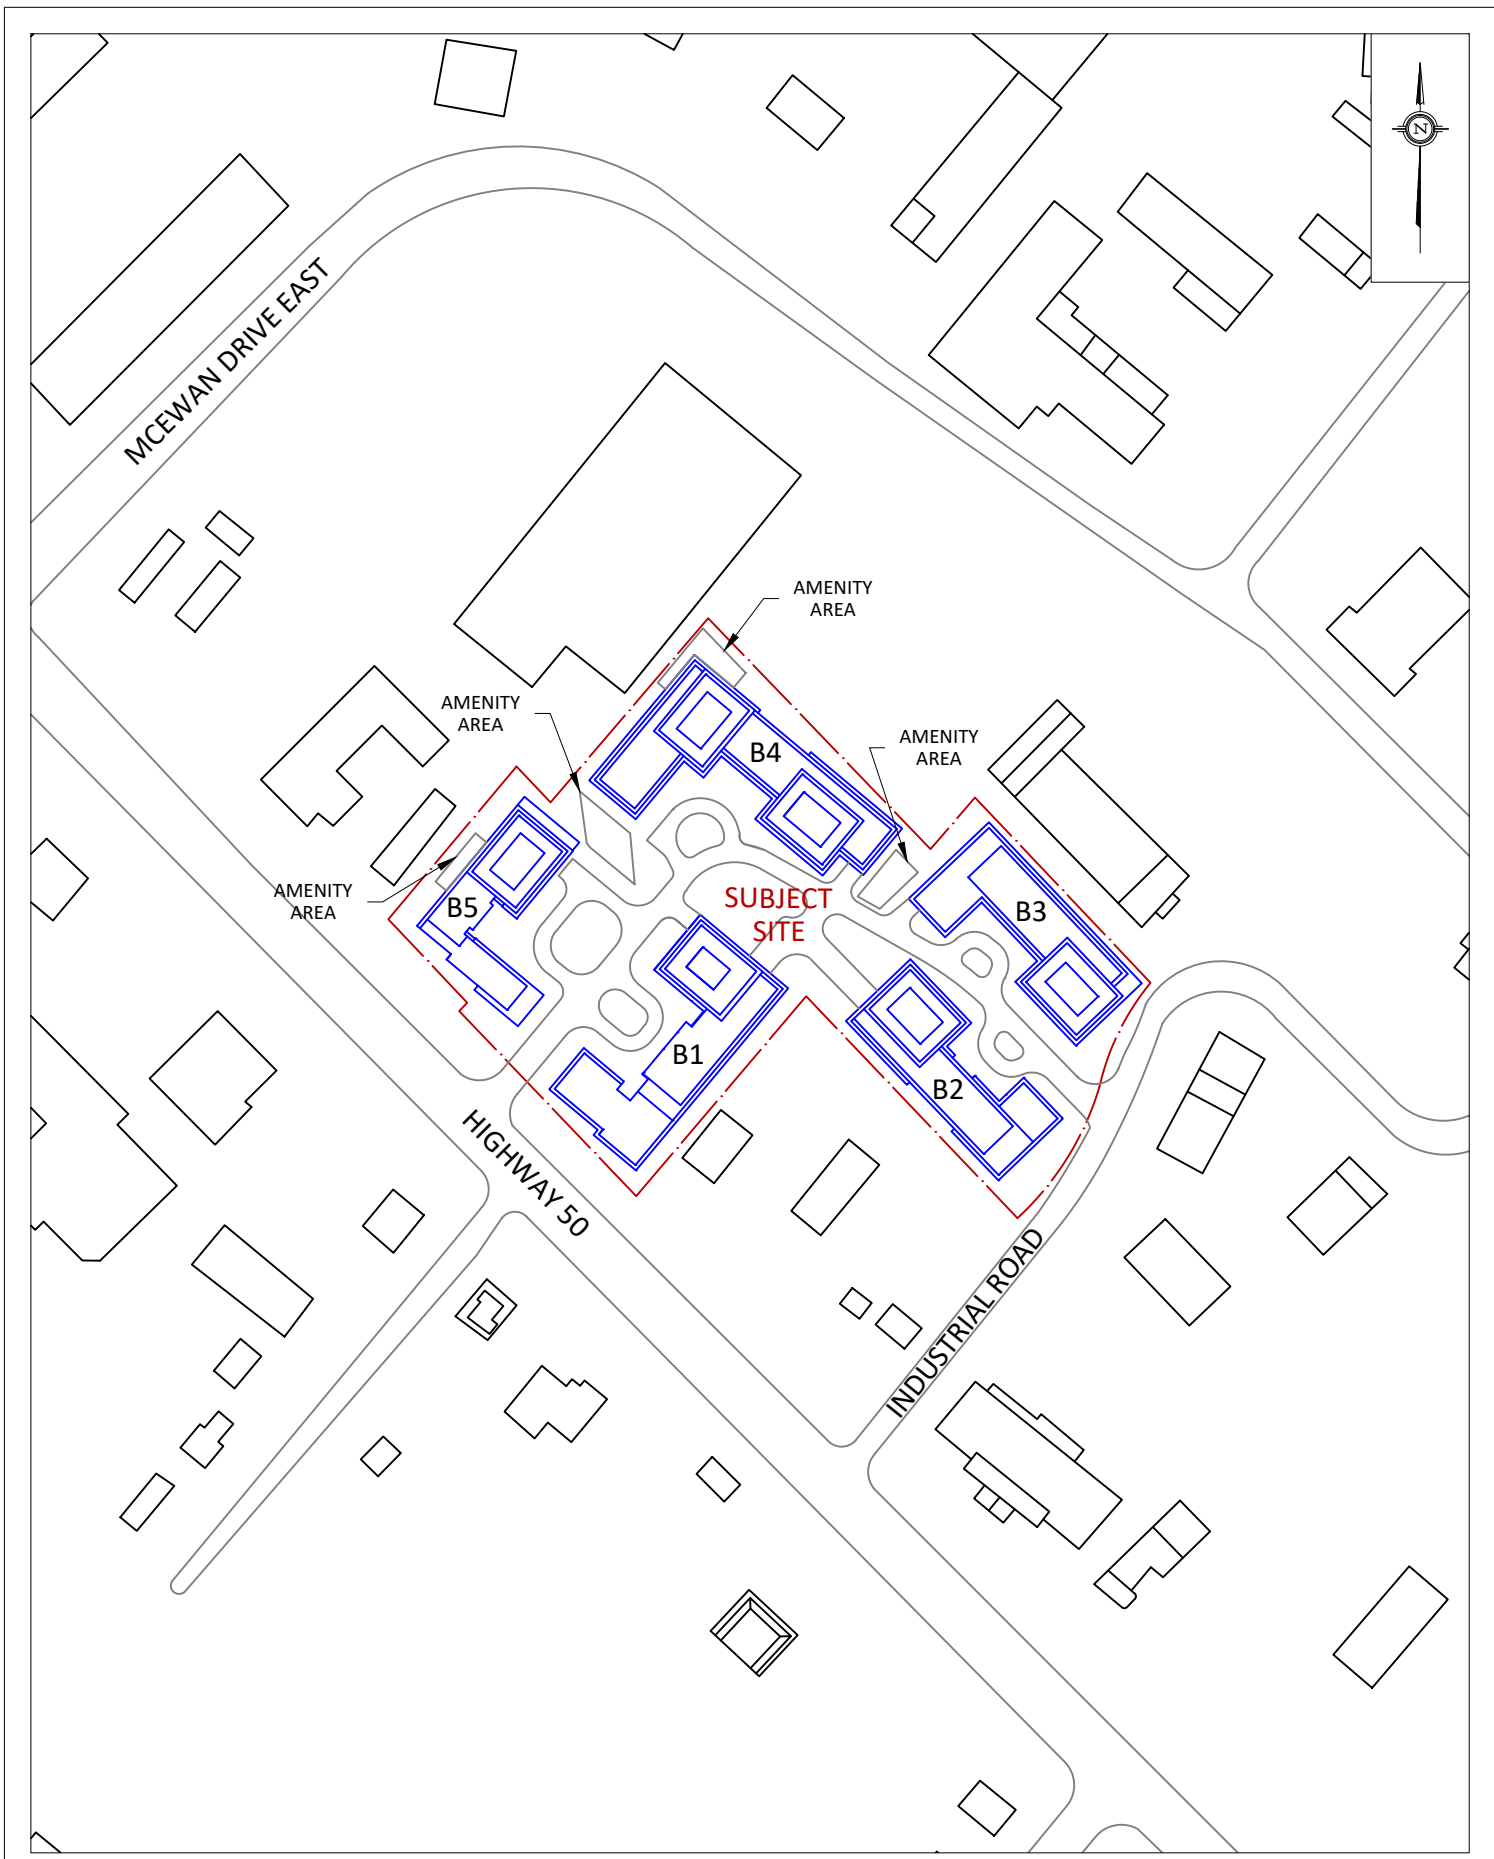 N
MCEWAN DRIVE EAST
AMENITY
AREA
AMENITY
AREA
AMENITY
AREA
B4
AMENITY
AREA
B5
SUBJECT
SITE
B3
B1
B2
HIGHWAY 50
INDUSTRIAL ROAD